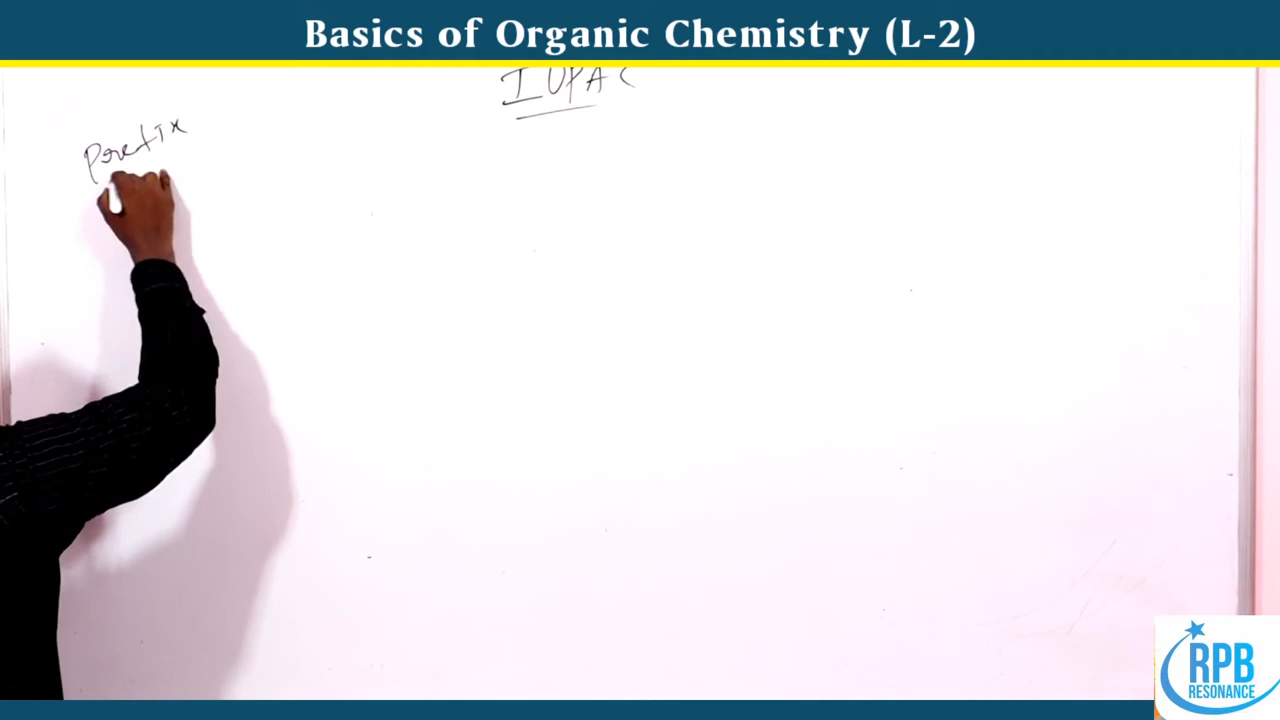 Basics of Organic Chemistry (L-2)
IUPAC
Prefix
RPB
RESONANCE